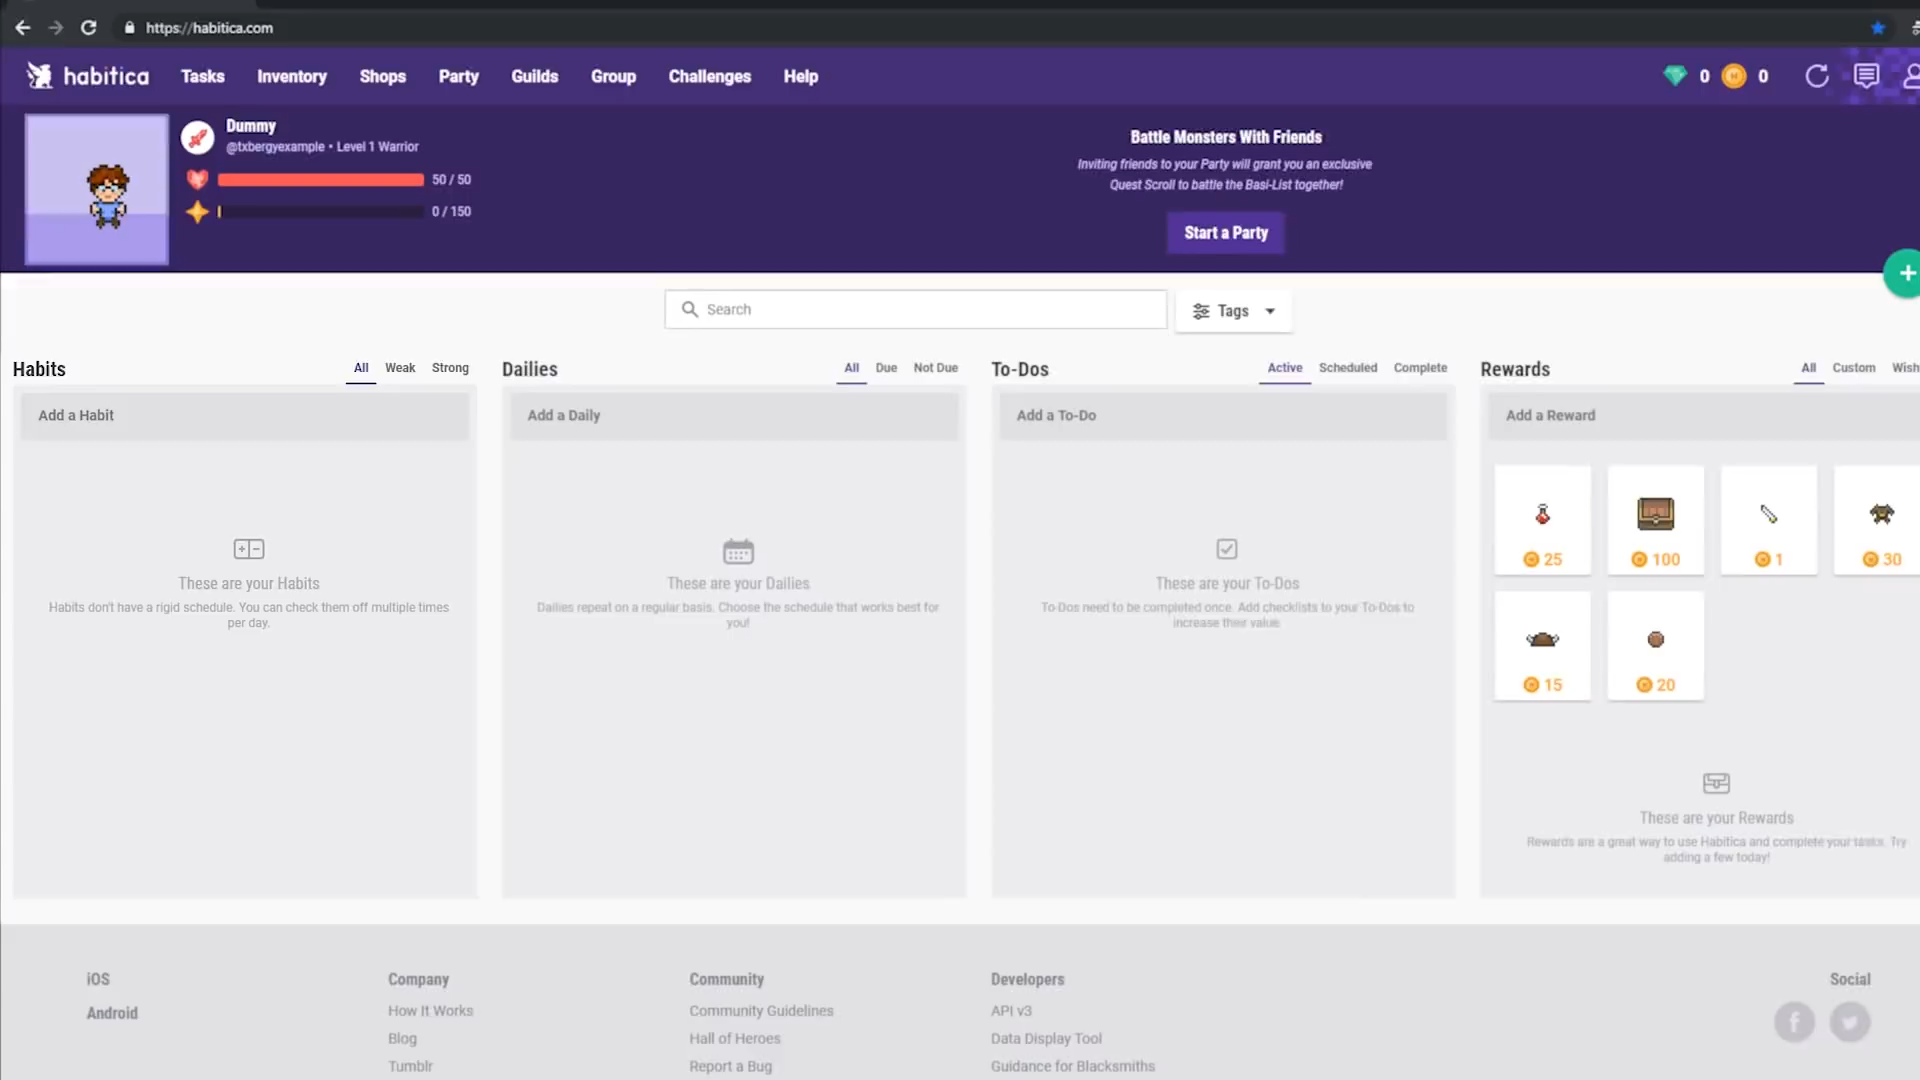 https://habitica.com
habitica Tasks Inventory Shops Party Guilds Group Challenges Help 0 0
Dummy
@txbergyexample • Level 1 Warrior
50 / 50
0 / 150
Battle Monsters With Friends
Inviting friends to your Party will grant you an exclusive
Quest Scroll to battle the Basi-List together!
Start a Party
Search
Tags
Habits All Weak Strong
Add a Habit
These are your Habits
Habits don't have a rigid schedule. You can check them off multiple times
per day.
Dailies All Due Not Due
Add a Daily
These are your Dailies
Dailies repeat on a regular basis. Choose the schedule that works best for
you!
To-Dos Active Scheduled Complete
Add a To-Do
These are your To-Dos
To-Dos need to be completed once. Add checklists to your To-Dos to
increase their value.
Rewards All Custom Wish
Add a Reward
25 100 1 30
15 20
These are your Rewards
Rewards are a great way to use Habitica and complete your tasks. Try
adding a few today!
iOS
Android
Company
How It Works
Blog
Tumblr
Community
Community Guidelines
Hall of Heroes
Report a Bug
Developers
API v3
Data Display Tool
Guidance for Blacksmiths
Social